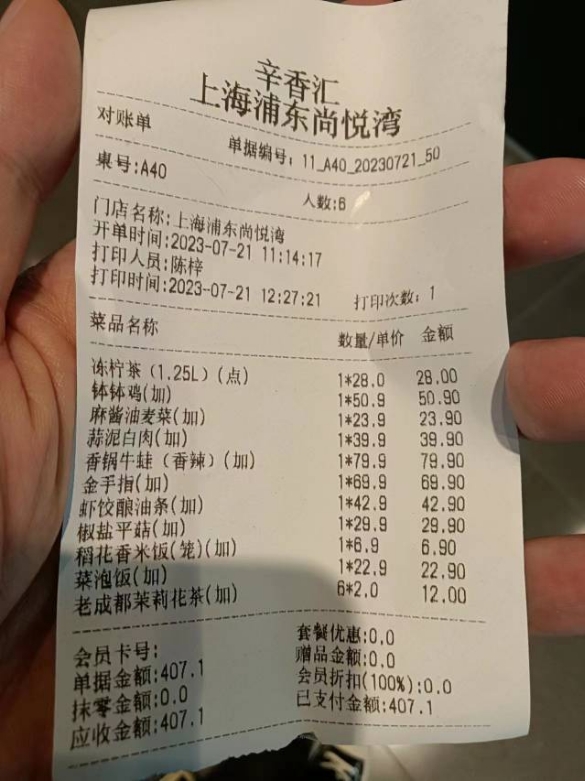 辛香汇
上海浦东尚悦湾
对账单 单据编号：11_A40_20230721_50
桌号:A40 人数:6
门店名称:上海浦东尚悦湾
开单时间:2023-07-21 11:14:17
打印人员:陈梓
打印时间:2023-07-21 12:27:21 打印次数：1
菜品名称 数量/单价 金额
冻柠茶（1.25L）(点) 1*28.0 28.00
钵钵鸡(加) 1*50.9 50.90
麻酱油麦菜(加) 1*23.9 23.90
蒜泥白肉(加) 1*39.9 39.90
香锅牛蛙（香辣）(加) 1*79.9 79.90
金手指(加) 1*69.9 69.90
虾饺酿油条(加) 1*42.9 42.90
椒盐平菇(加) 1*29.9 29.90
稻花香米饭(笼)(加) 1*6.9 6.90
菜泡饭(加) 1*22.9 22.90
老成都茉莉花茶(加) 6*2.0 12.00
会员卡号: 套餐优惠:0.0
单据金额:407.1 赠品金额:0.0
抹零金额:0.0 会员折扣(100%):0.0
应收金额:407.1 已支付金额:407.1